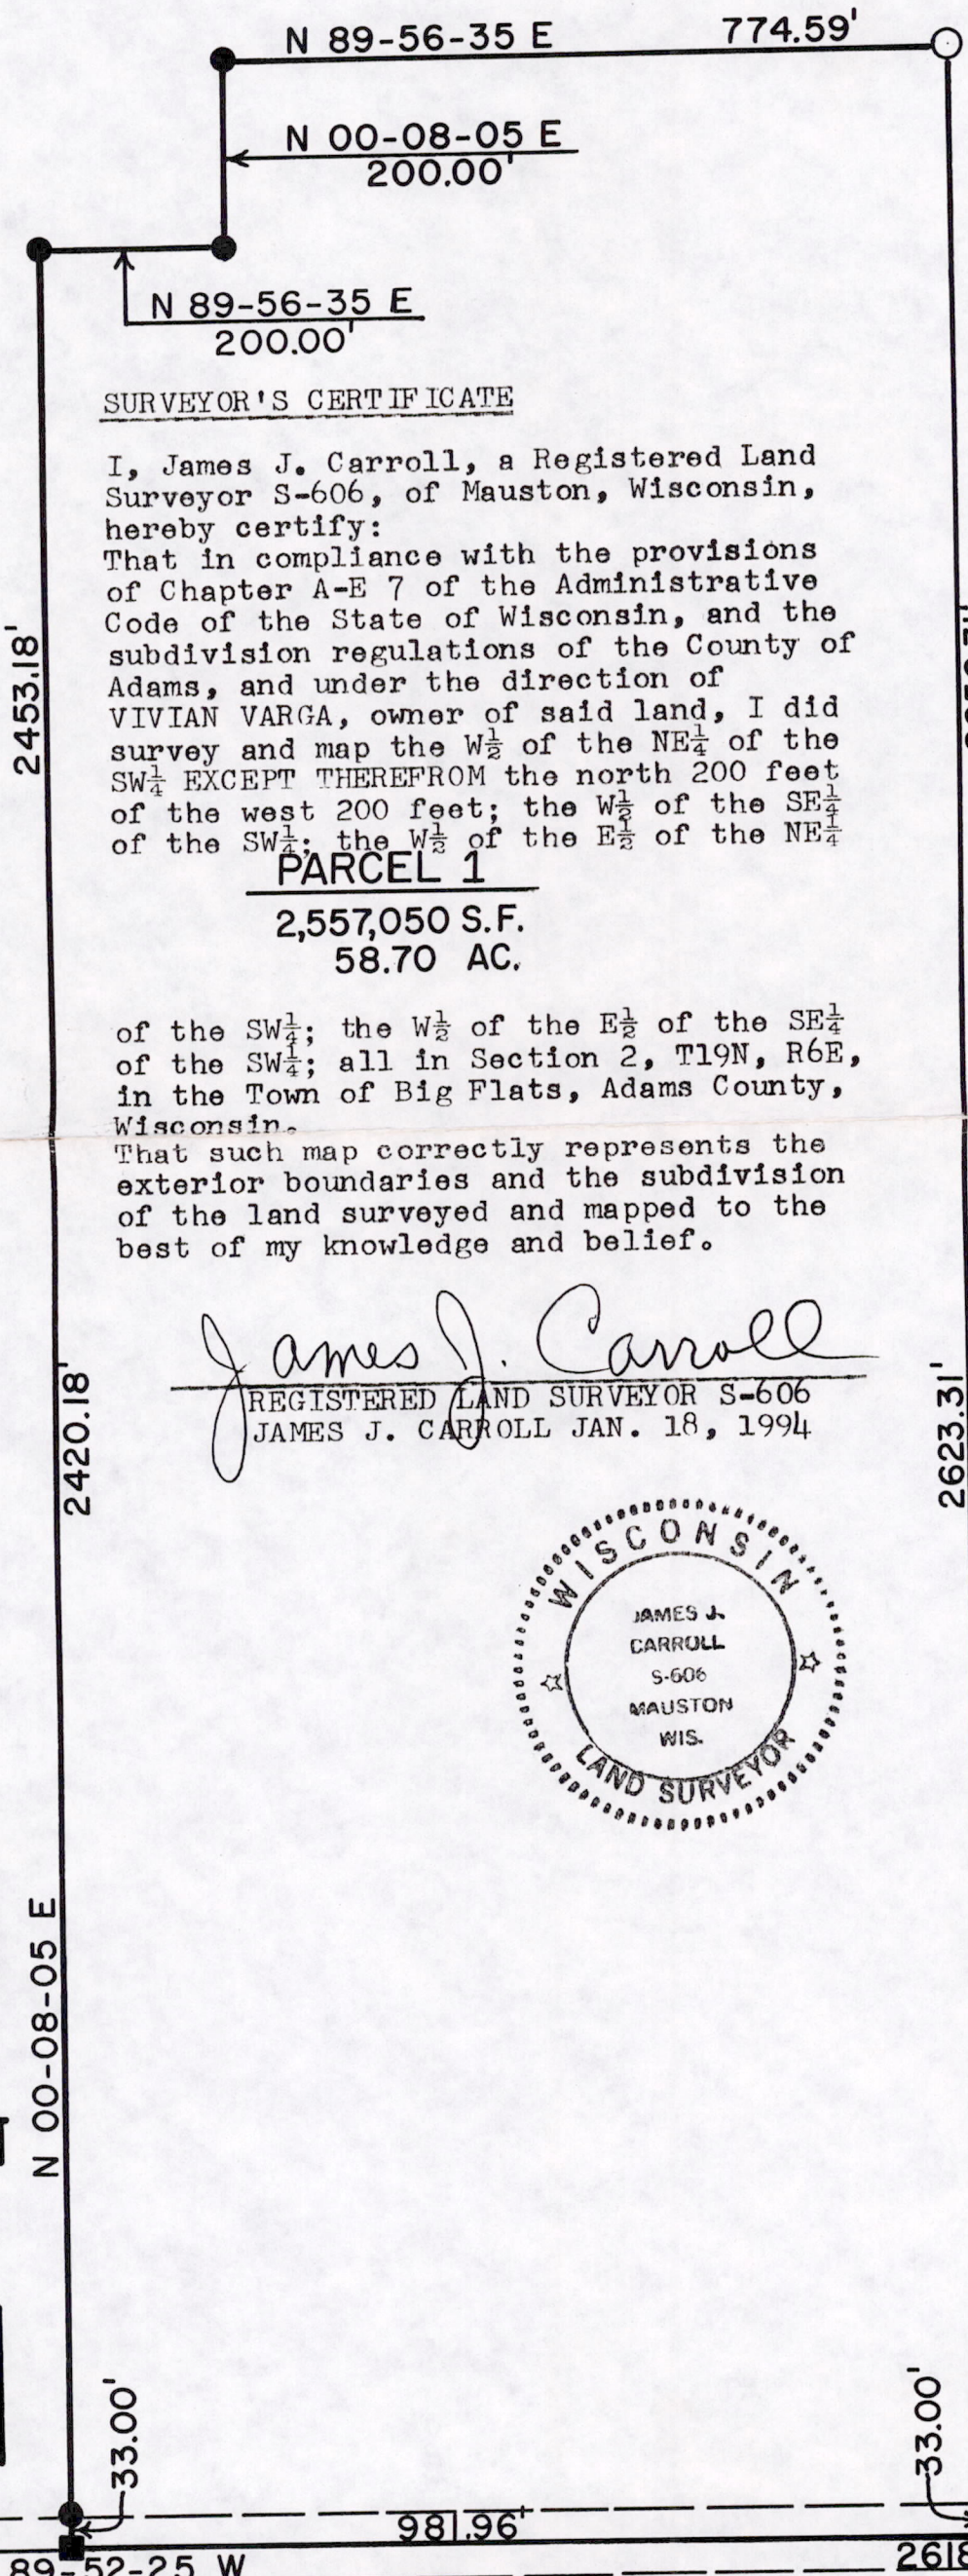 N 89-56-35 E 774.59'
N 00-08-05 E
200.00'
N 89-56-35 E
200.00'
SURVEYOR'S CERTIFICATE
I, James J. Carroll, a Registered Land
Surveyor S-606, of Mauston, Wisconsin,
hereby certify:
That in compliance with the provisions
of Chapter A-E 7 of the Administrative
Code of the State of Wisconsin, and the
subdivision regulations of the County of
Adams, and under the direction of
VIVIAN VARGA, owner of said land, I did
survey and map the W½ of the NE¼ of the
SW¼ EXCEPT THEREFROM the north 200 feet
of the west 200 feet; the W½ of the SE¼
of the SW¼; the W½ of the E½ of the NE¼
PARCEL 1
2,557,050 S.F.
58.70 AC.
of the SW¼; the W½ of the E½ of the SE¼
of the SW¼; all in Section 2, T19N, R6E,
in the Town of Big Flats, Adams County,
Wisconsin.
That such map correctly represents the
exterior boundaries and the subdivision
of the land surveyed and mapped to the
best of my knowledge and belief.
James J. Carroll
REGISTERED LAND SURVEYOR S-606
JAMES J. CARROLL JAN. 18, 1994
2453.18'
2420.18'
2623.31'
WISCONSIN
JAMES J.
CARROLL
S-606
MAUSTON
WIS.
LAND SURVEYOR
N 00-08-05 E
33.00'
33.00'
981.96'
89-52-25 W
2618